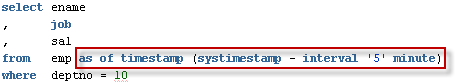 select ename
, job
, sal
from emp as of timestamp (systimestamp - interval '5' minute)
where deptno = 10